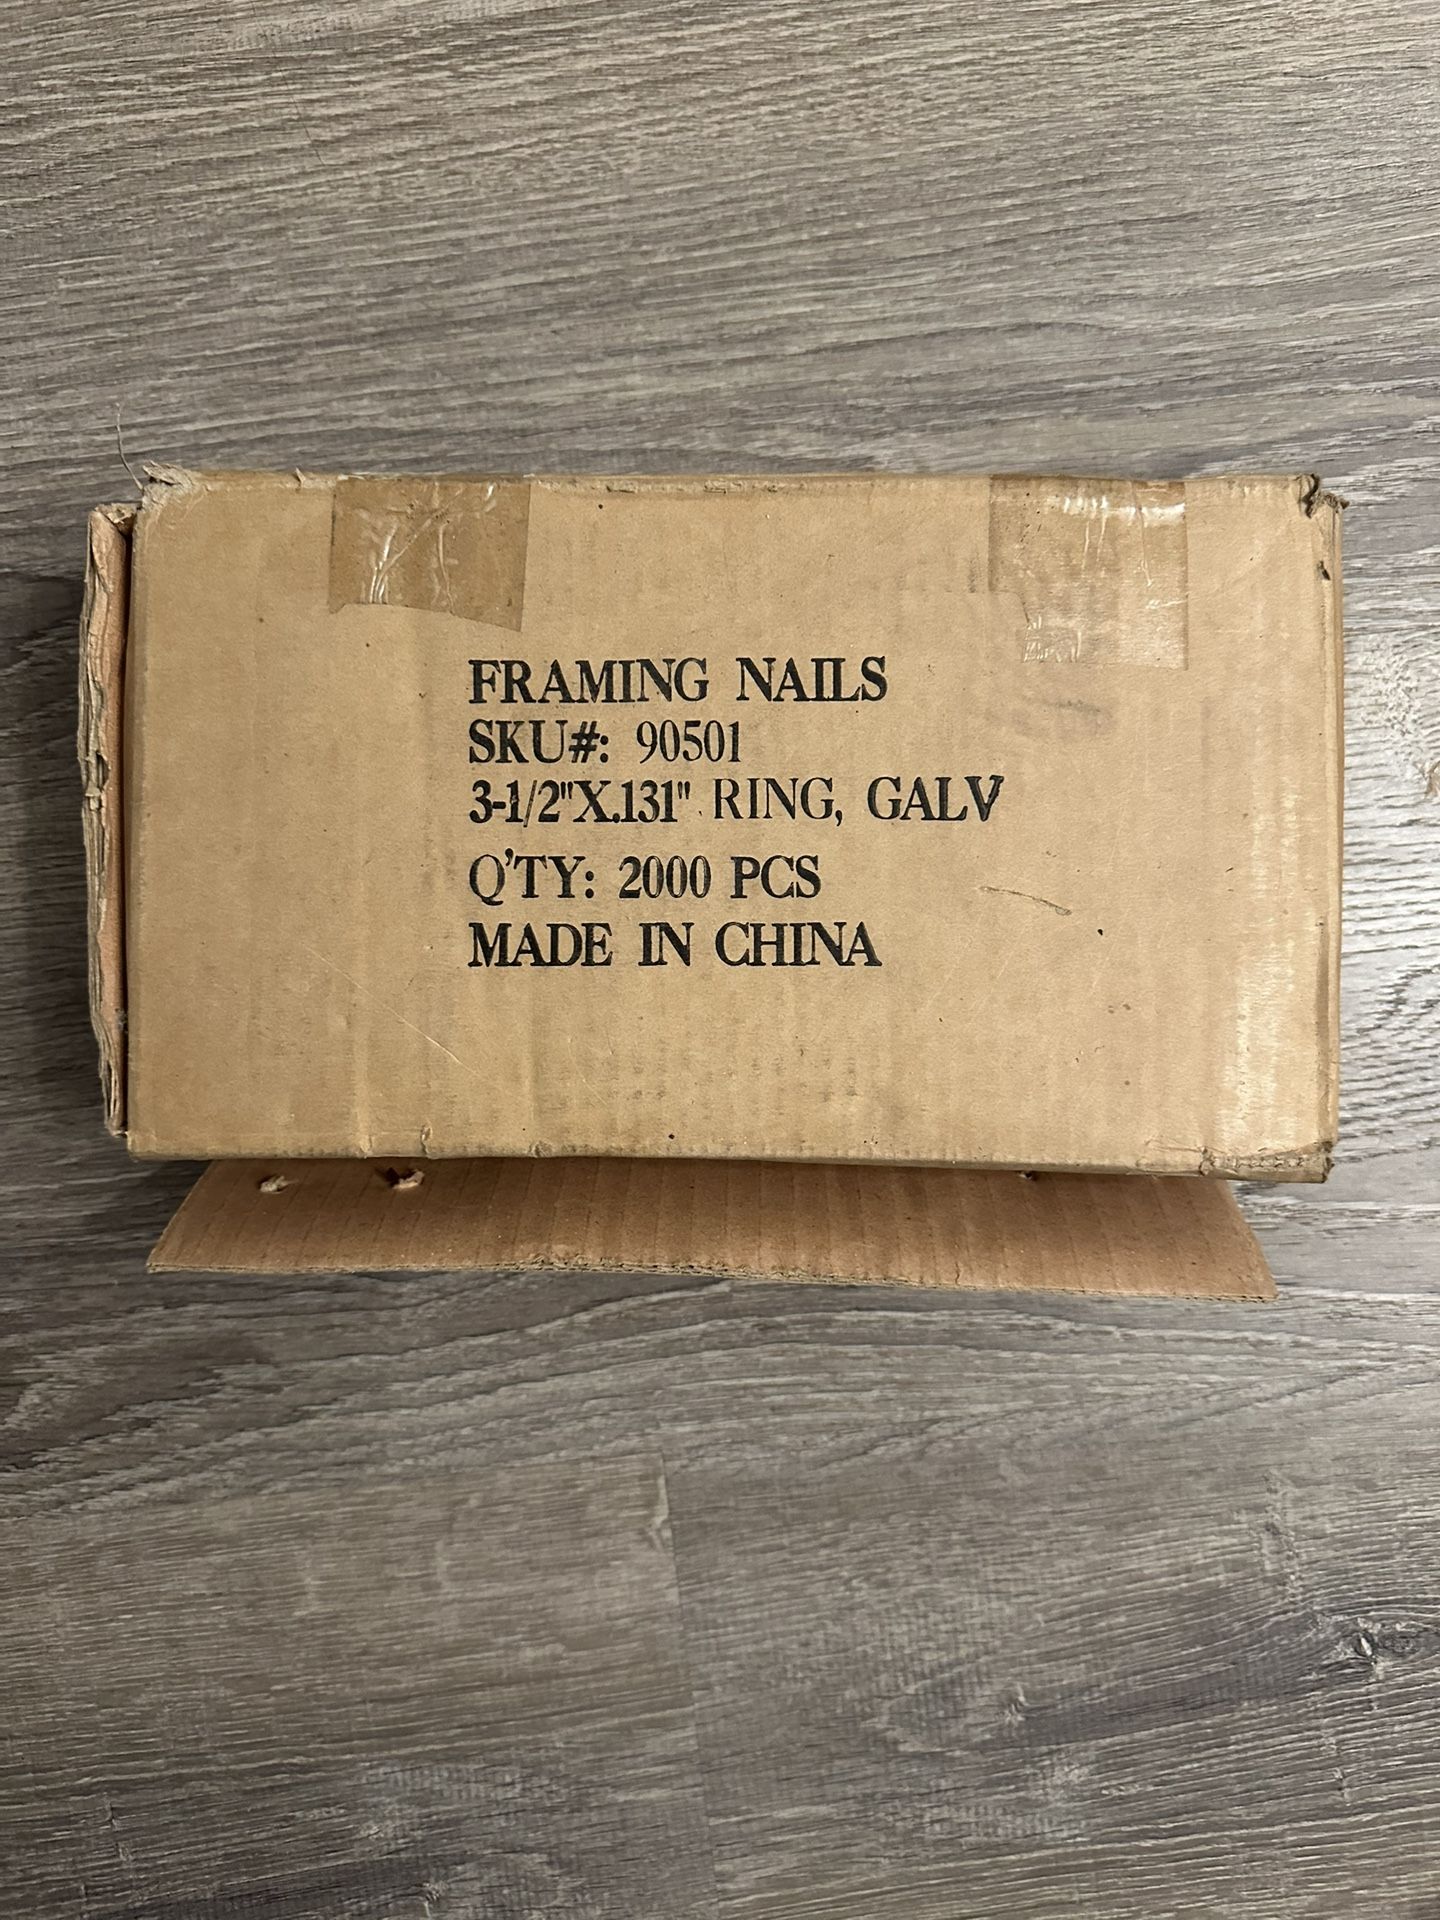 FRAMING NAILS
SKU#: 90501
3-1/2"X.131" RING, GALV
Q'TY: 2000 PCS
MADE IN CHINA